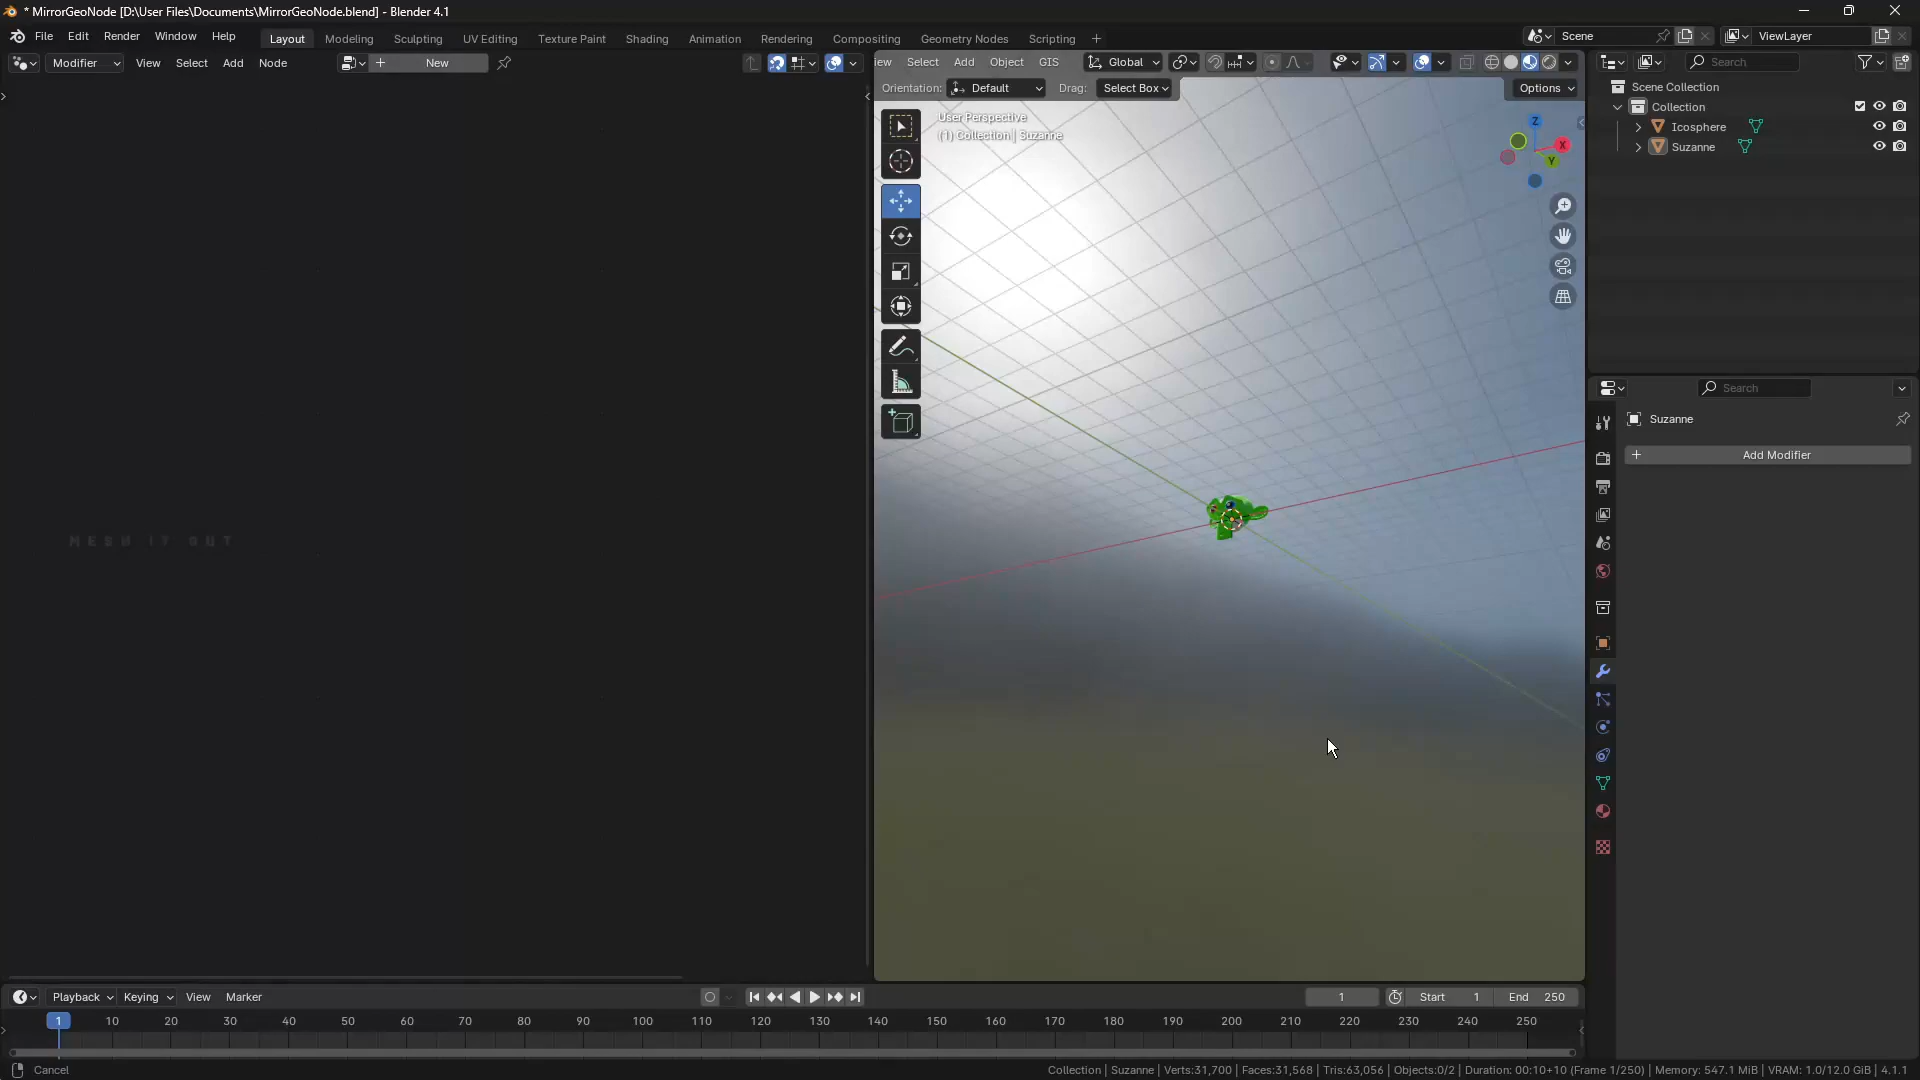 * MirrorGeoNode [D:\User Files\Documents\MirrorGeoNode.blend] - Blender 4.1
File Edit Render Window Help Layout Modeling Sculpting UV Editing Texture Paint Shading Animation Rendering Compositing Geometry Nodes Scripting + Scene ViewLayer
Modifier View Select Add Node + New
iew Select Add Object GIS Global
Search
Orientation: Default Drag: Select Box Options
User Perspective
(1) Collection | Suzanne
Z
X
Y
Scene Collection
Collection
Icosphere
Suzanne
Search
Suzanne
+ Add Modifier
MESH IT OUT
Playback Keying View Marker 1 Start 1 End 250
1 10 20 30 40 50 60 70 80 90 100 110 120 130 140 150 160 170 180 190 200 210 220 230 240 250
Cancel
Collection | Suzanne | Verts:31,700 | Faces:31,568 | Tris:63,056 | Objects:0/2 | Duration: 00:10+10 (Frame 1/250) | Memory: 547.1 MiB | VRAM: 1.0/12.0 GiB | 4.1.1